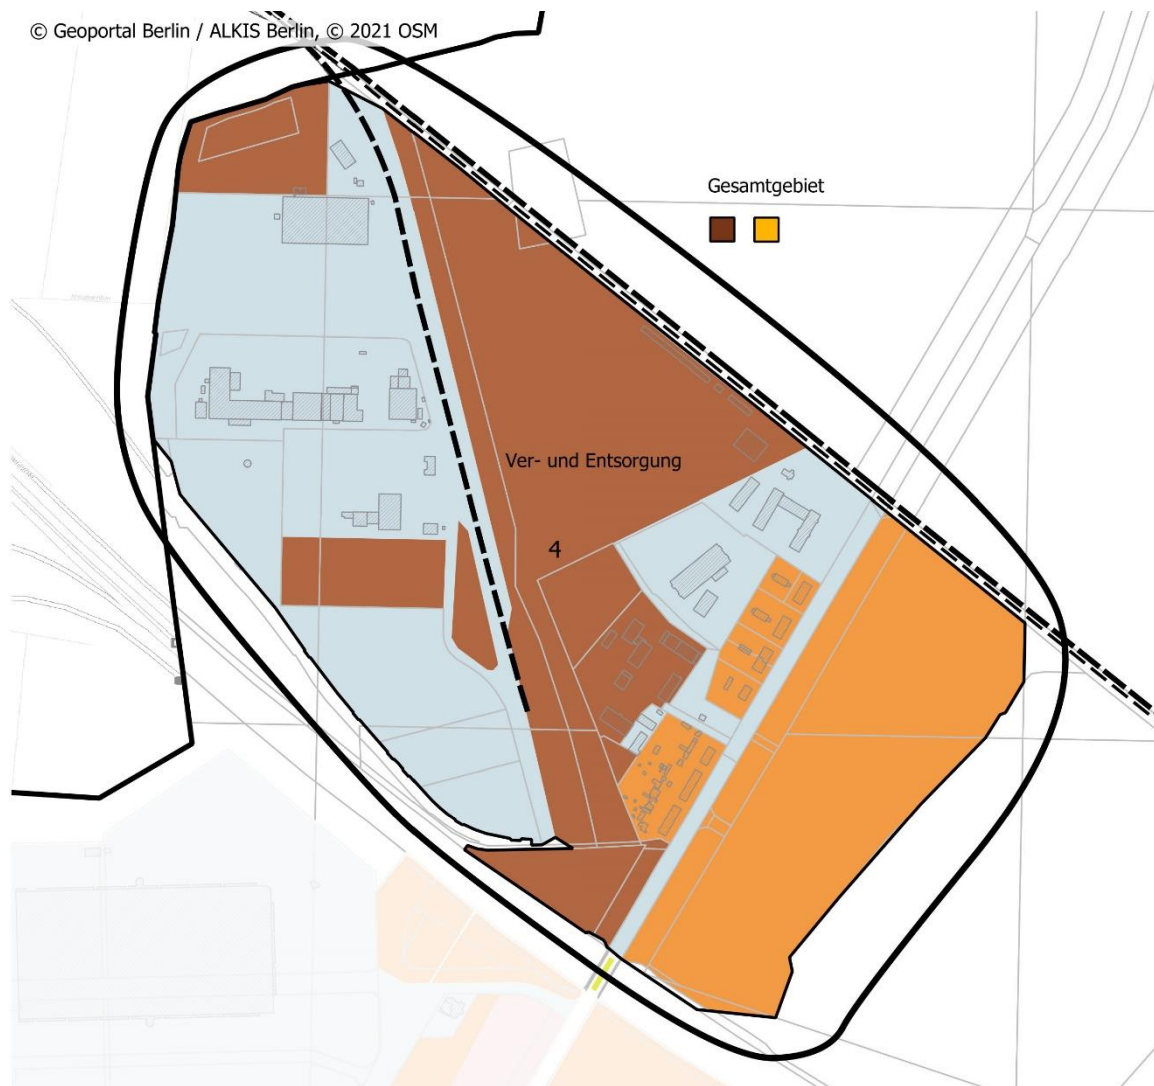 © Geoportal Berlin / ALKIS Berlin, © 2021 OSM
Gesamtgebiet
Ver- und Entsorgung
4